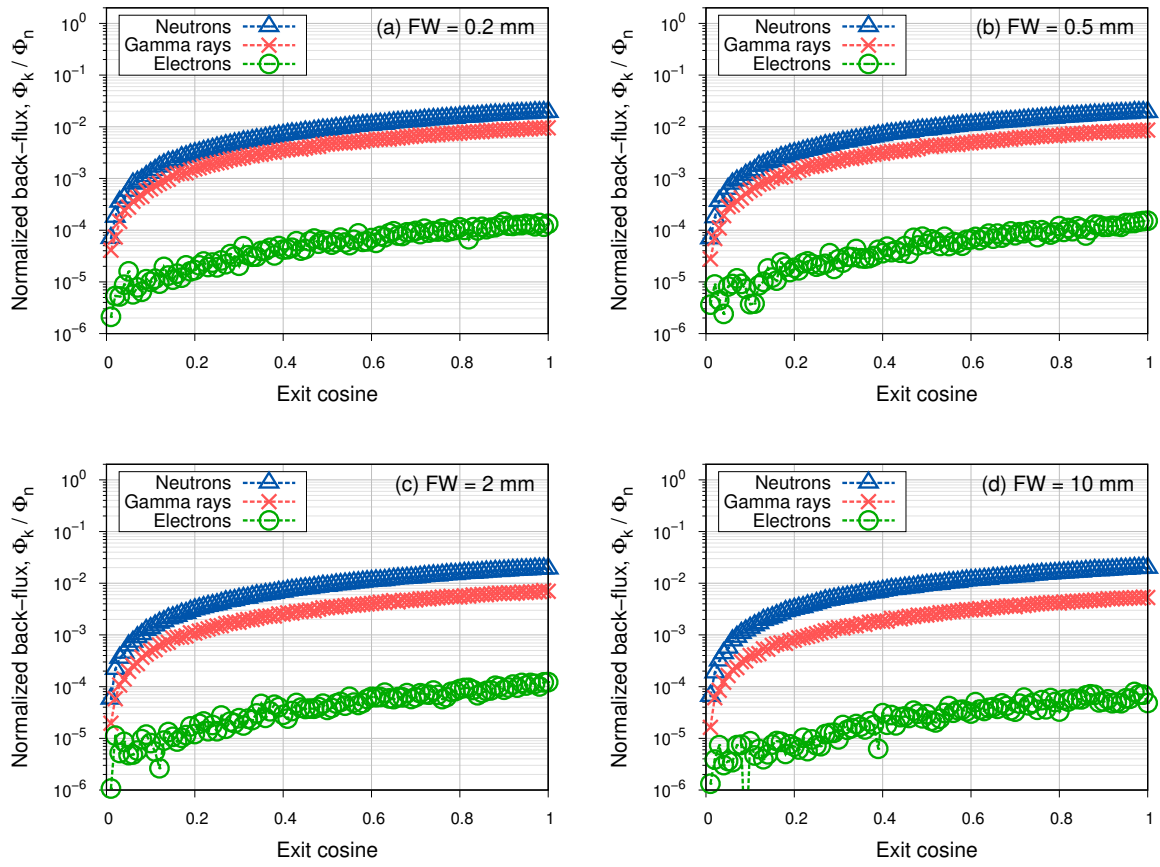 (a) FW = 0.2 mm
Neutrons
Gamma rays
Electrons
Normalized back−flux, Φk / Φn
10^0
10^−1
10^−2
10^−3
10^−4
10^−5
10^−6
0 0.2 0.4 0.6 0.8 1
Exit cosine
(b) FW = 0.5 mm
Neutrons
Gamma rays
Electrons
Normalized back−flux, Φk / Φn
10^0
10^−1
10^−2
10^−3
10^−4
10^−5
10^−6
0 0.2 0.4 0.6 0.8 1
Exit cosine
(c) FW = 2 mm
Neutrons
Gamma rays
Electrons
Normalized back−flux, Φk / Φn
10^0
10^−1
10^−2
10^−3
10^−4
10^−5
10^−6
0 0.2 0.4 0.6 0.8 1
Exit cosine
(d) FW = 10 mm
Neutrons
Gamma rays
Electrons
Normalized back−flux, Φk / Φn
10^0
10^−1
10^−2
10^−3
10^−4
10^−5
10^−6
0 0.2 0.4 0.6 0.8 1
Exit cosine